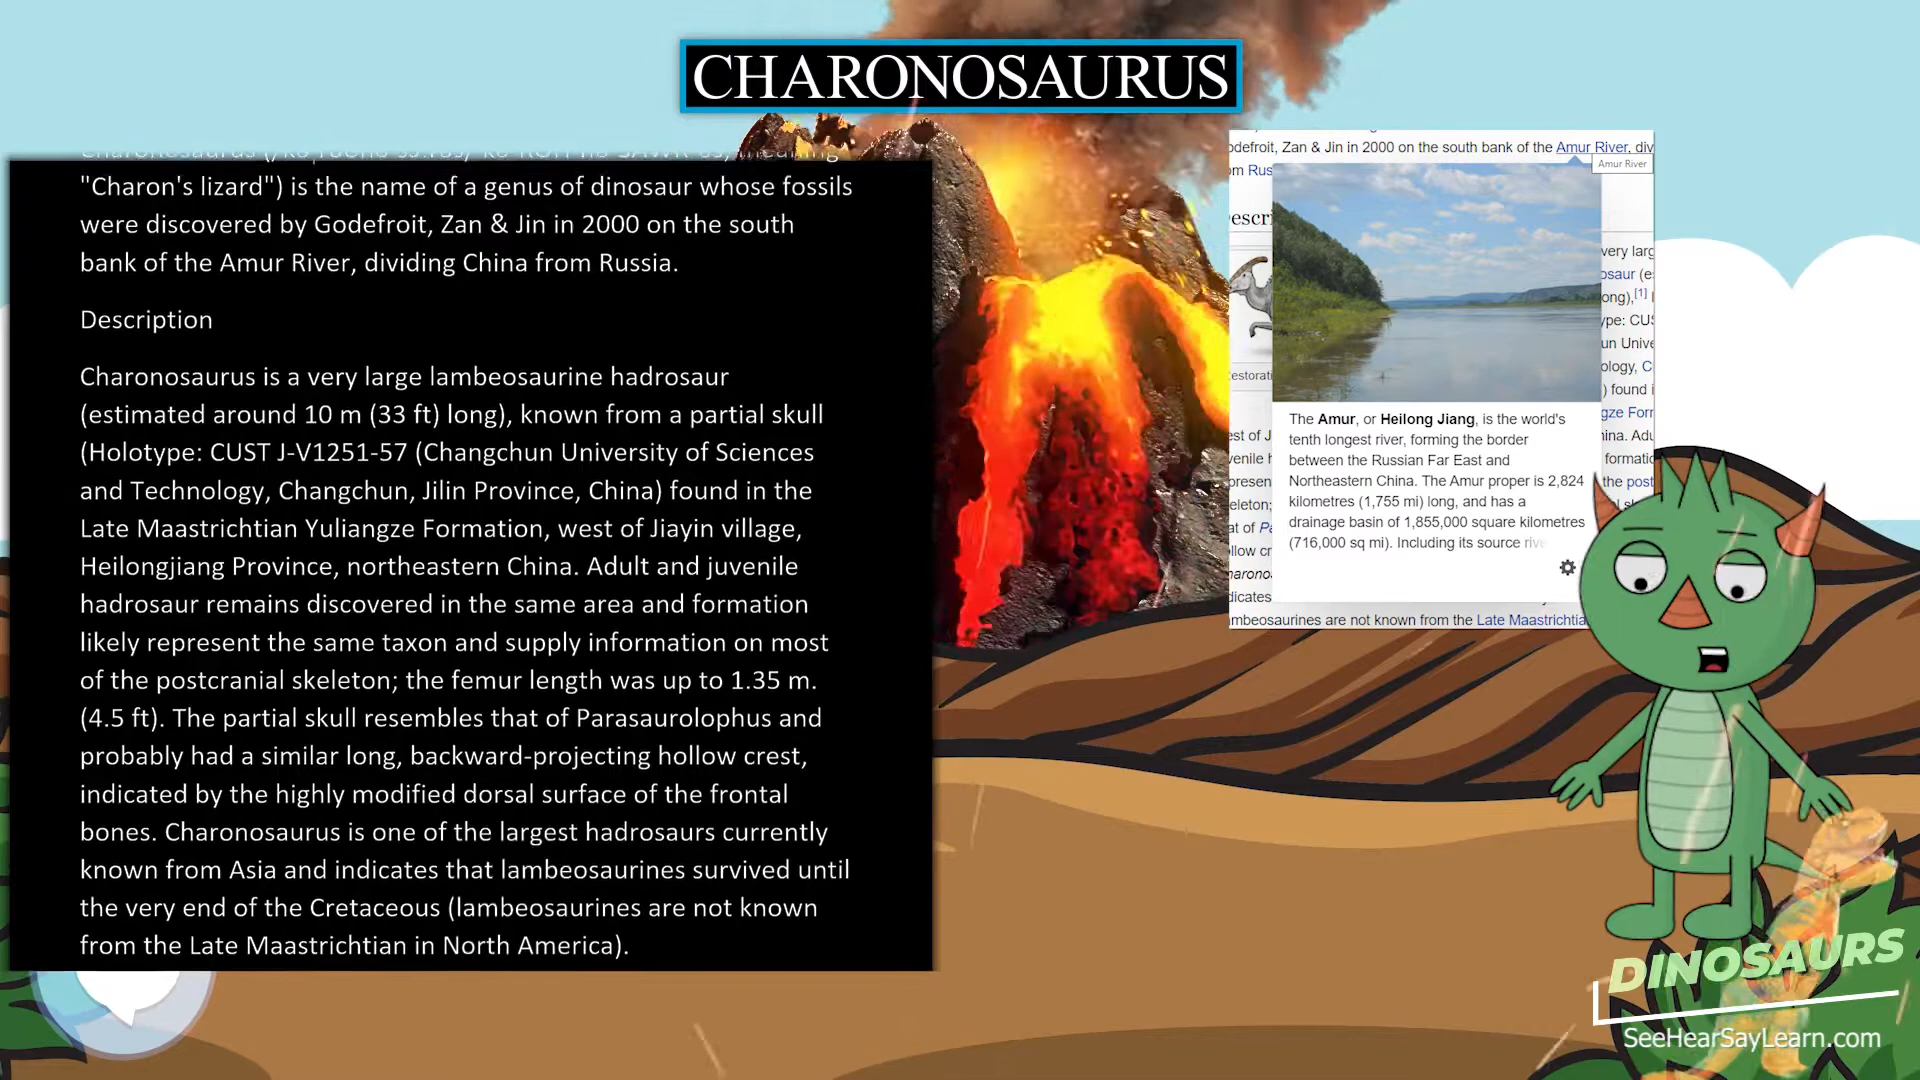 CHARONOSAURUS
"Charon's lizard") is the name of a genus of dinosaur whose fossils
were discovered by Godefroit, Zan & Jin in 2000 on the south
bank of the Amur River, dividing China from Russia.
Description
Charonosaurus is a very large lambeosaurine hadrosaur
(estimated around 10 m (33 ft) long), known from a partial skull
(Holotype: CUST J-V1251-57 (Changchun University of Sciences
and Technology, Changchun, Jilin Province, China) found in the
Late Maastrichtian Yuliangze Formation, west of Jiayin village,
Heilongjiang Province, northeastern China. Adult and juvenile
hadrosaur remains discovered in the same area and formation
likely represent the same taxon and supply information on most
of the postcranial skeleton; the femur length was up to 1.35 m.
(4.5 ft). The partial skull resembles that of Parasaurolophus and
probably had a similar long, backward-projecting hollow crest,
indicated by the highly modified dorsal surface of the frontal
bones. Charonosaurus is one of the largest hadrosaurs currently
known from Asia and indicates that lambeosaurines survived until
the very end of the Cretaceous (lambeosaurines are not known
from the Late Maastrichtian in North America).
Zan & Jin in 2000 on the south bank of the Amur River, div
Amur River
The Amur, or Heilong Jiang, is the world's
tenth longest river, forming the border
between the Russian Far East and
Northeastern China. The Amur proper is 2,824
kilometres (1,755 mi) long, and has a
drainage basin of 1,855,000 square kilometres
(716,000 sq mi). Including its source
are not known from the Late
DINOSAURS
SeeHearSayLearn.com